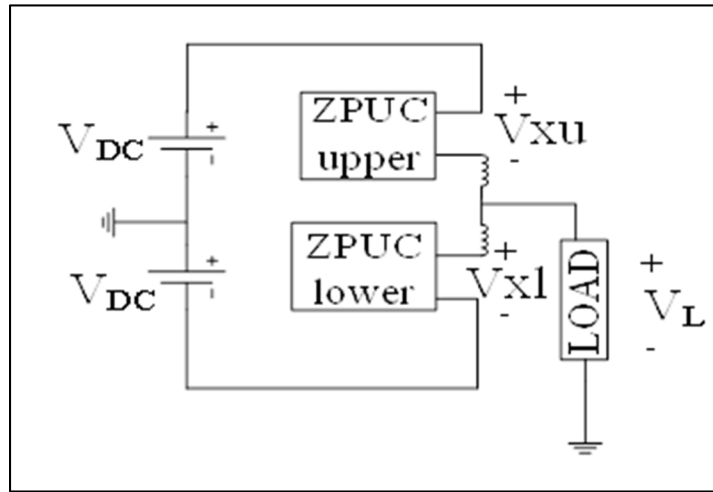 +
ZPUC
upper
Vxu
-
+
VDC
-
ZPUC
lower
+
Vxl
-
+
VDC
-
LOAD
+
VL
-